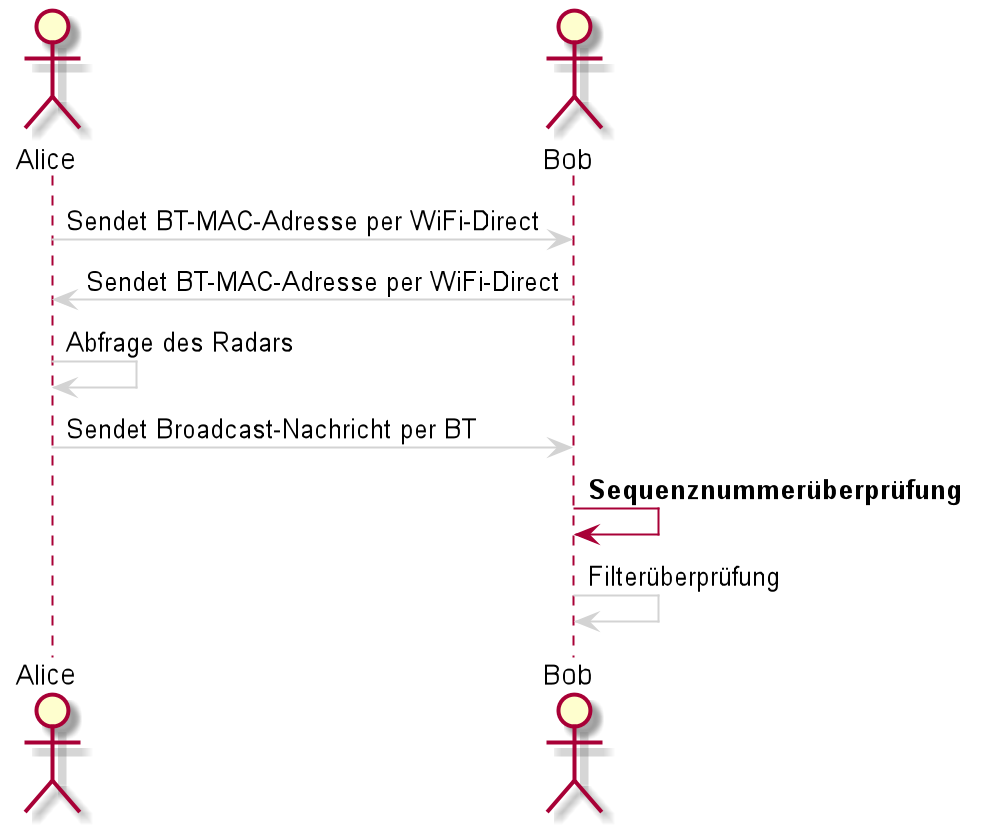 Alice
Bob
Sendet BT-MAC-Adresse per WiFi-Direct
Sendet BT-MAC-Adresse per WiFi-Direct
Abfrage des Radars
Sendet Broadcast-Nachricht per BT
Sequenznummerüberprüfung
Filterüberprüfung
Alice
Bob